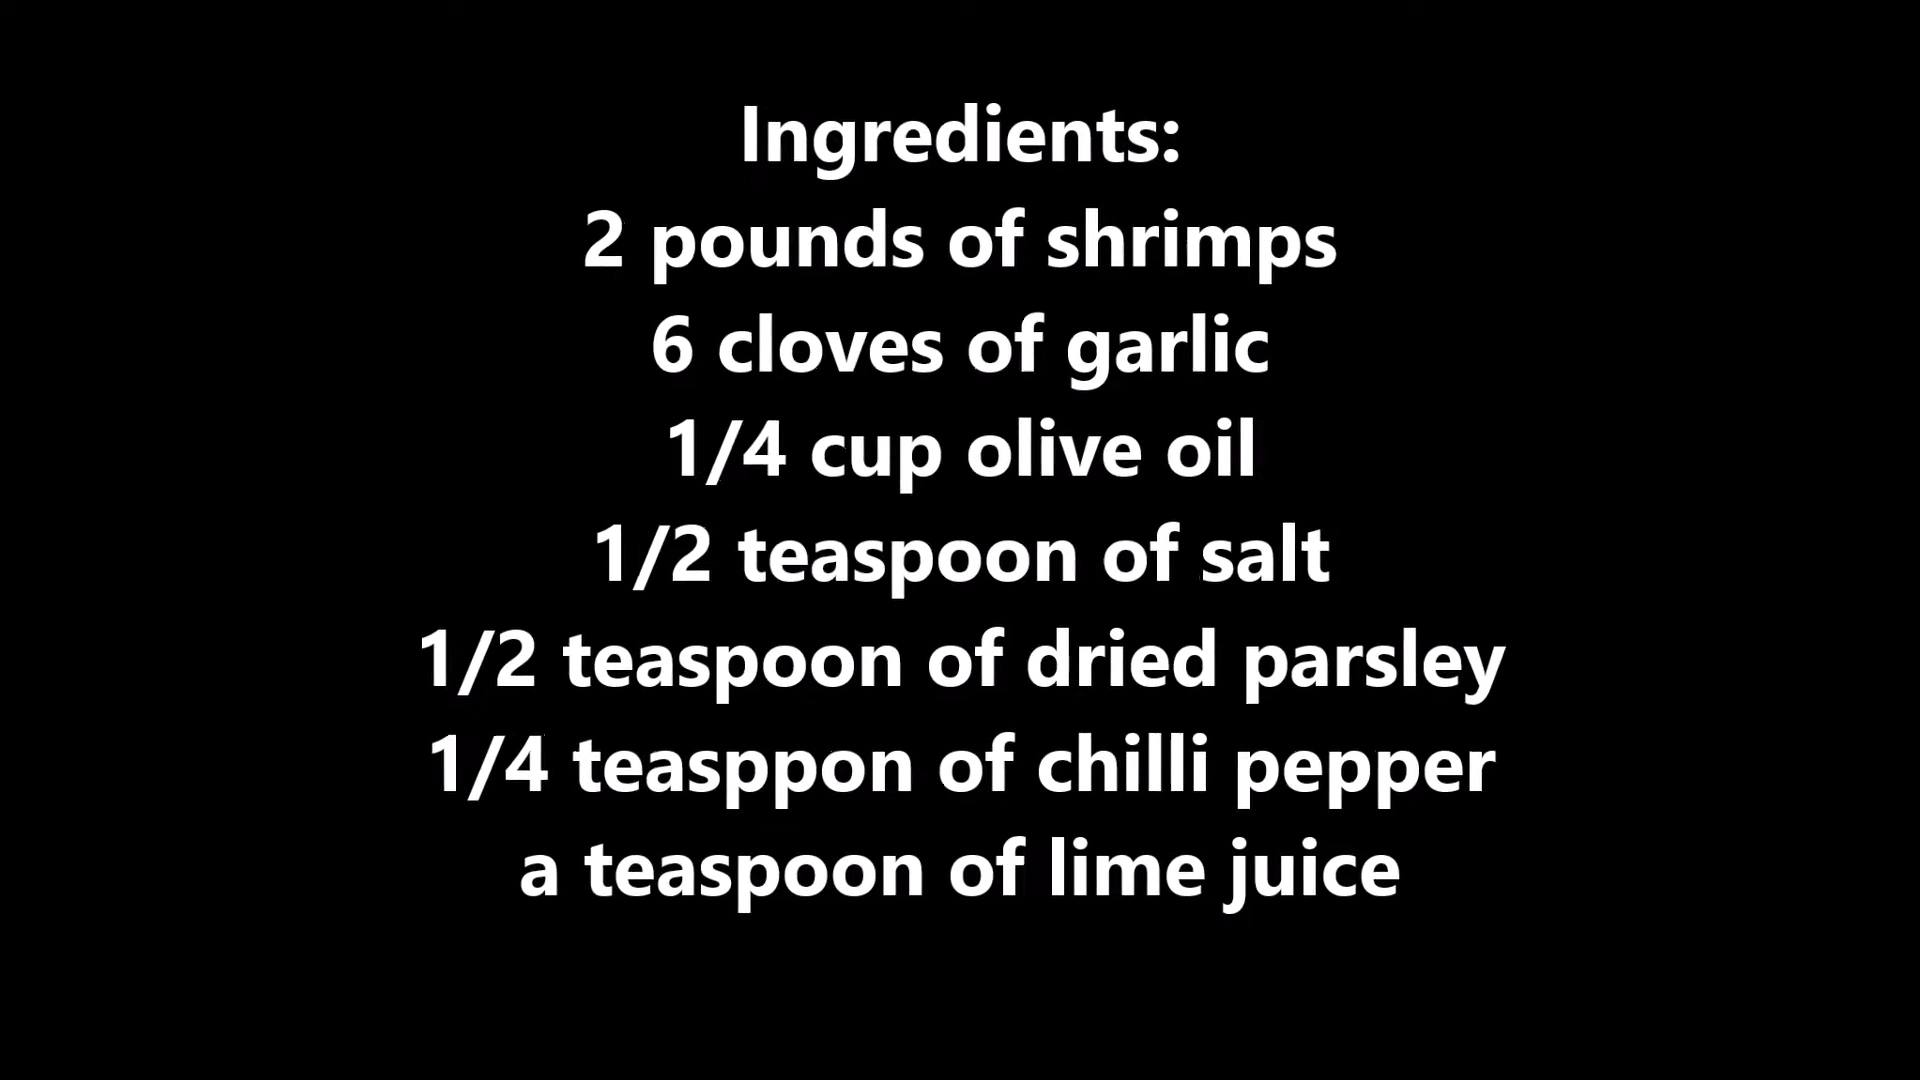 Ingredients:
2 pounds of shrimps
6 cloves of garlic
1/4 cup olive oil
1/2 teaspoon of salt
1/2 teaspoon of dried parsley
1/4 teasppon of chilli pepper
a teaspoon of lime juice